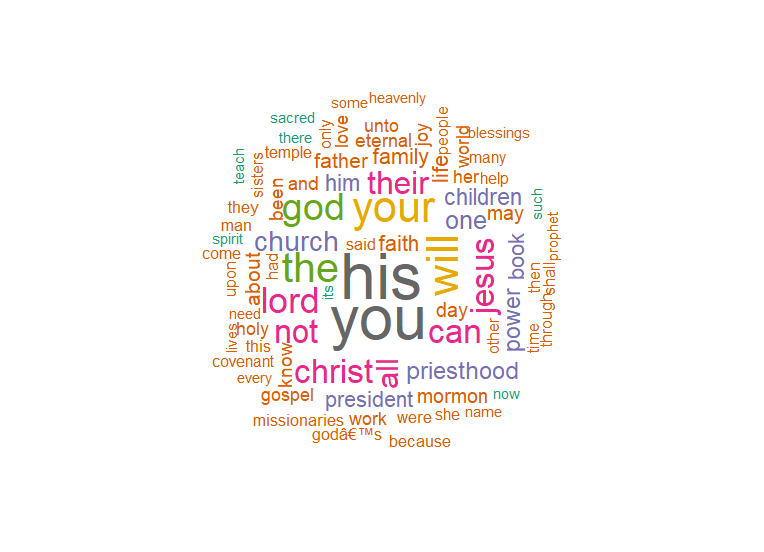 some
heavenly
sacred
only
love
unto
joy
people
world
blessings
there
eternal
teach
sisters
temple
father
family
life
many
been
and
him
their
her
help
they
god
your
children
such
man
one
may
spirit
church
said
faith
will
jesus
book
prophet
come
upon
about
had
the
its
his
power
then
shall
through
lord
day
need
you
other
time
holy
not
can
lives
this
know
covenant
every
christ
all
priesthood
gospel
president
mormon
now
missionaries
work
were
she
name
godâ€™s
because